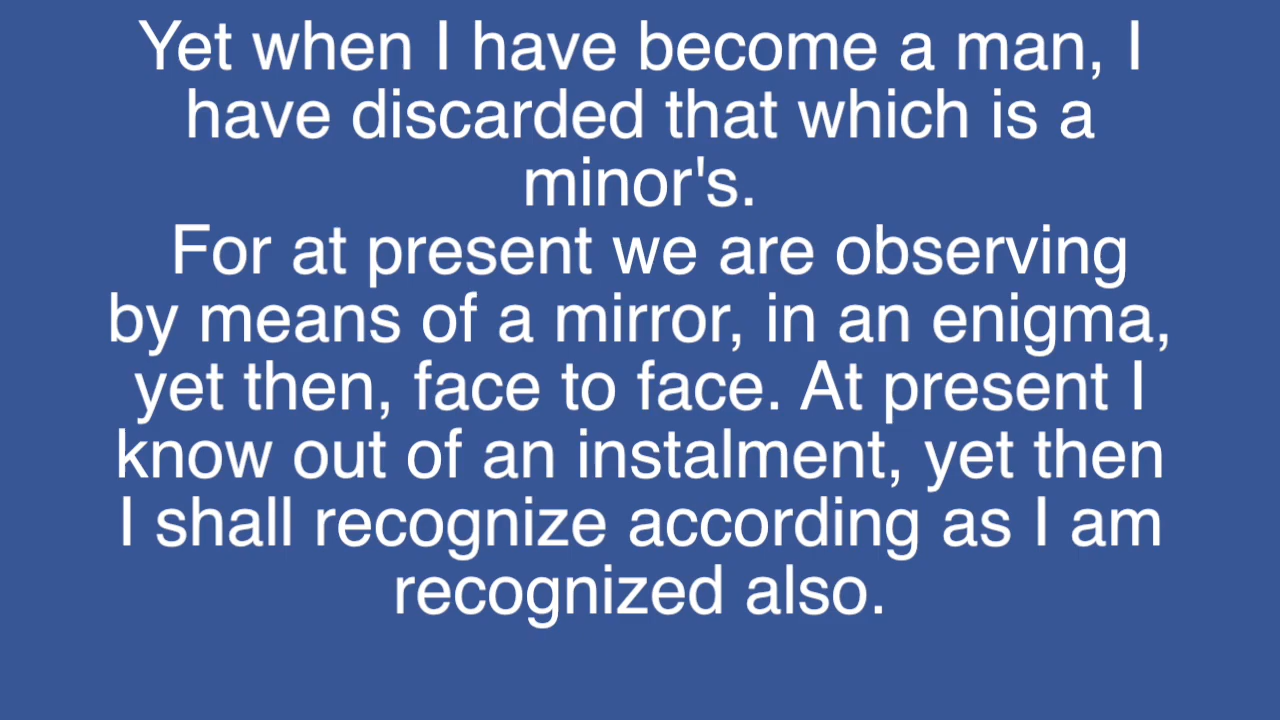 Yet when I have become a man, I
have discarded that which is a
minor's.
For at present we are observing
by means of a mirror, in an enigma,
yet then, face to face. At present I
know out of an instalment, yet then
I shall recognize according as I am
recognized also.